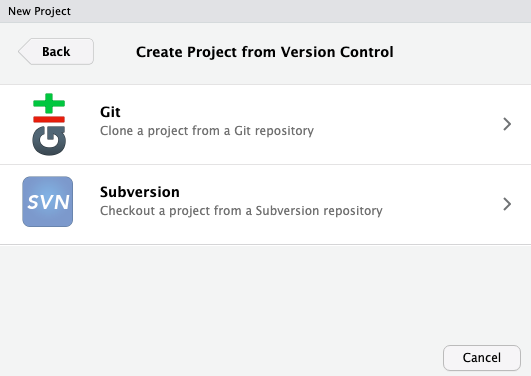 New Project
Back
Create Project from Version Control
git
Git
Clone a project from a Git repository
SVN
Subversion
Checkout a project from a Subversion repository
Cancel